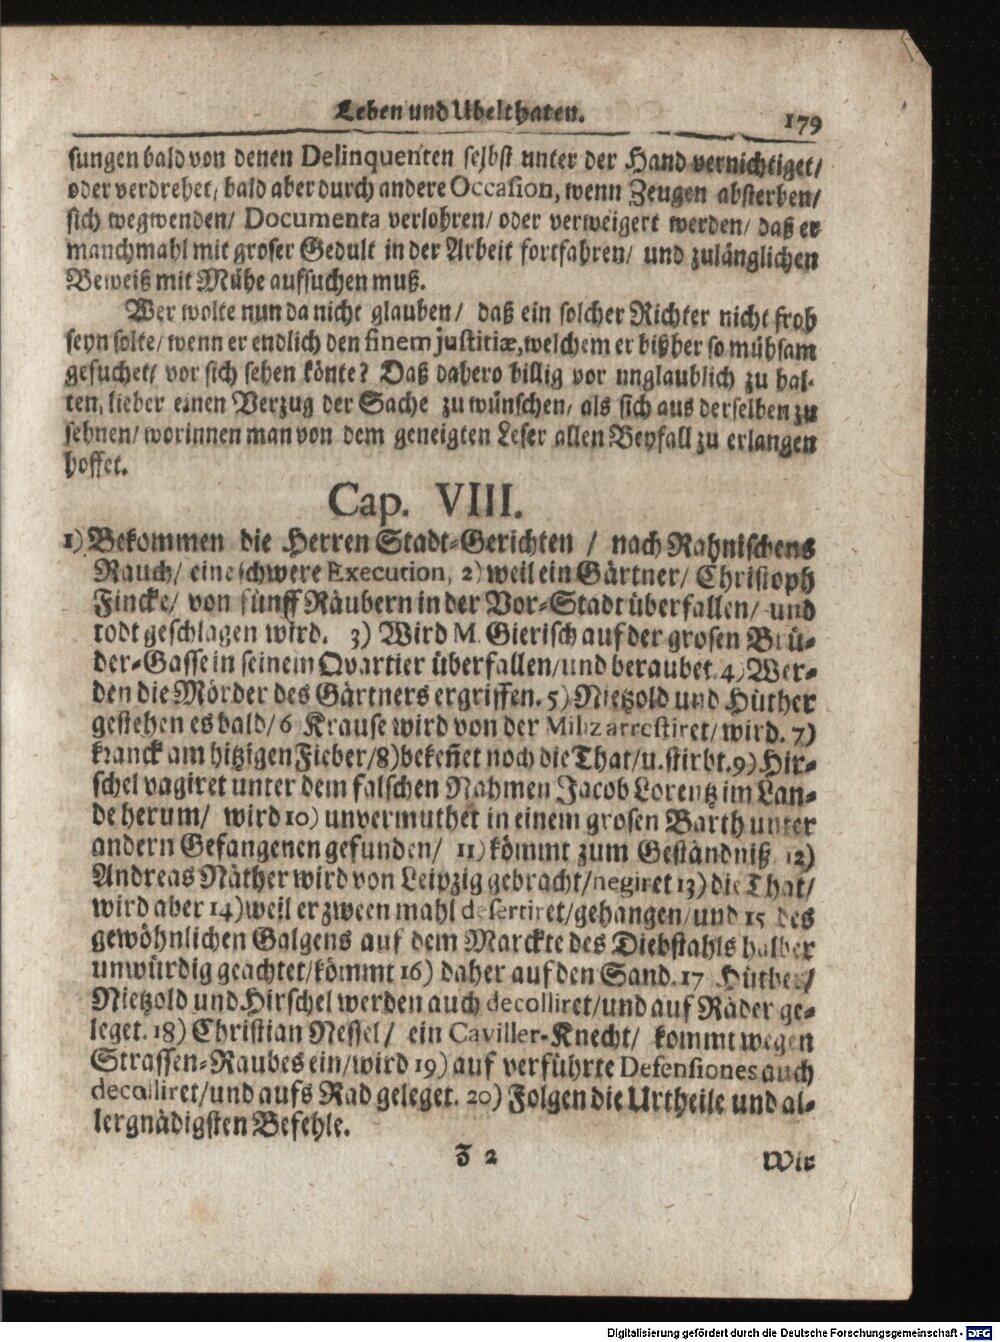 Leben und Ubelthaten. 179
sungen bald von denen Delinquenten selbst unter der Hand vernichtiget/
oder verdrehet, bald aber durch andere Occasion, wenn Zeugen absterben/
sich wegwenden/ Documenta verlohren/ oder verweigert werden/ daß er
manchmahl mit groser Gedult in der Arbeit fortfahren/ und zulänglichen
Beweiß mit Mühe aufsuchen muß.
Wer wolte nun da nicht glauben/ daß ein solcher Richter nicht froh
seyn solte/ wenn er endlich den finem justitiæ, welchem er bißher so mühsam
gesuchet/ vor sich sehen könte? Daß dahero billig vor unglaublich zu hal-
ten, lieber einen Verzug der Sache zu wünschen, als sich aus derselben zu
sehnen/ worinnen man von dem geneigten Leser allen Beyfall zu erlangen
hoffet.
Cap. VIII.
1) Bekommen die Herren Stadt-Gerichten / nach Rahnischens
Rauch/ eine schwere Execution, 2) weil ein Gärtner/ Christoph
Fincke/ von fünff Räubern in der Vor-Stadt überfallen/ und
todt geschlagen wird. 3) Wird M. Gierisch auf der grosen Brü-
der-Gasse in seinem Qvartier überfallen/ und beraubet. 4) Wer-
den die Mörder des Gärtners ergriffen. 5) Nietzold und Hüther
gestehen es bald/ 6 Krause wird von der Miliz arrestiret/ wird. 7)
kranck am hitzigen Fieber/ 8) bekeñet noch die That/ u. stirbt. 9) Hir-
schel vagiret unter dem falschen Nahmen Jacob Lorentz im Lan-
de herum/ wird 10) unvermuthet in einem grosen Barth unter
andern Gefangenen gefunden/ 11) kömmt zum Geständniß 12)
Andreas Näther wird von Leipzig gebracht/ negiret 13) die That/
wird aber 14) weil er zween mahl desertiret/ gehangen/ und 15 des
gewöhnlichen Galgens auf dem Marckte des Diebstahls halber
unwürdig geachtet/ kömmt 16) daher auf den Sand. 17 Hüther/
Nietzold und Hirschel werden auch decolliret/ und auf Räder ge-
leget. 18) Christian Nessel/ ein Caviller-Knecht/ kommt wegen
Strassen-Raubes ein/ wird 19) auf verführte Defensiones auch
decolliret/ und aufs Rad geleget. 20) Folgen die Urtheile und al-
lergnädigsten Befehle.
Z 2 Wir
Digitalisierung gefördert durch die Deutsche Forschungsgemeinschaft - DFG